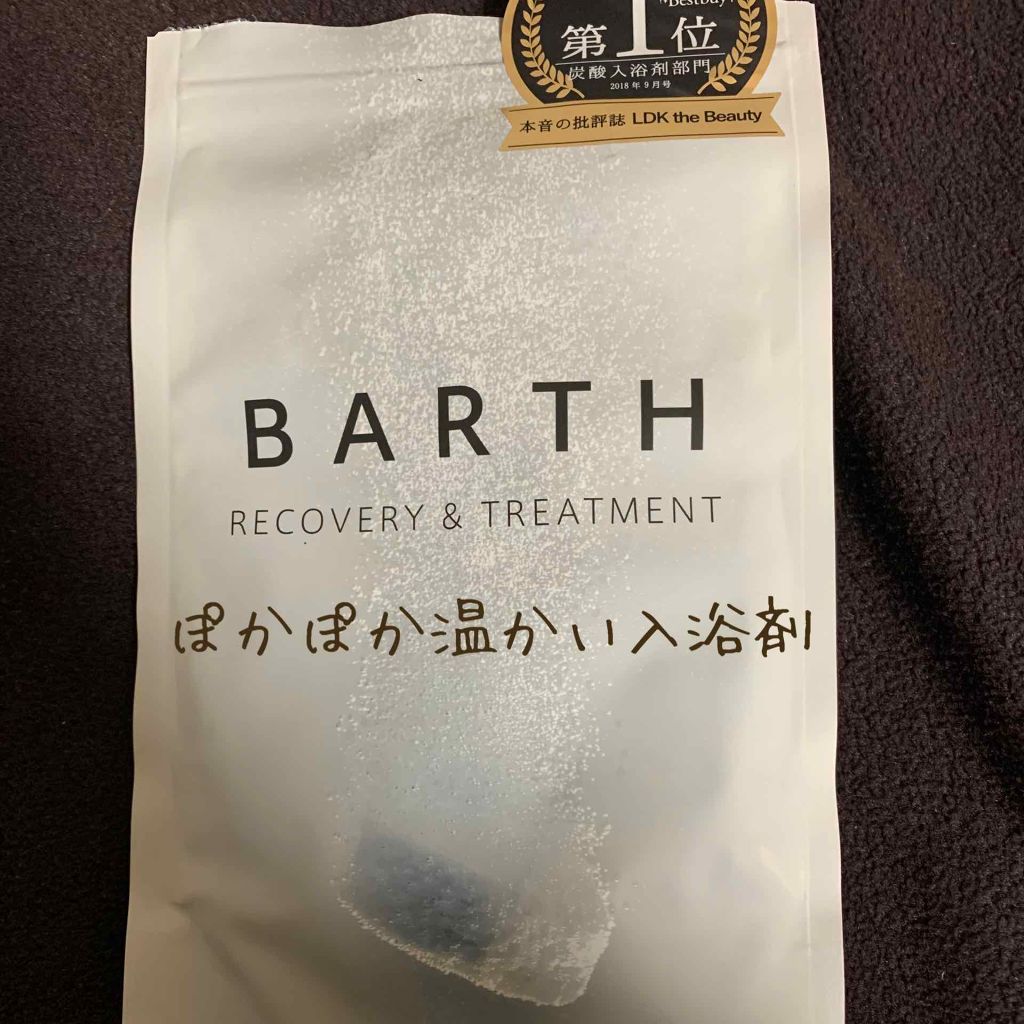 Bestbuy
第1位
炭酸入浴剤部門
2018年9月号
本音の批評誌 LDK the Beauty
BARTH
RECOVERY & TREATMENT
ぽかぽか温かい入浴剤